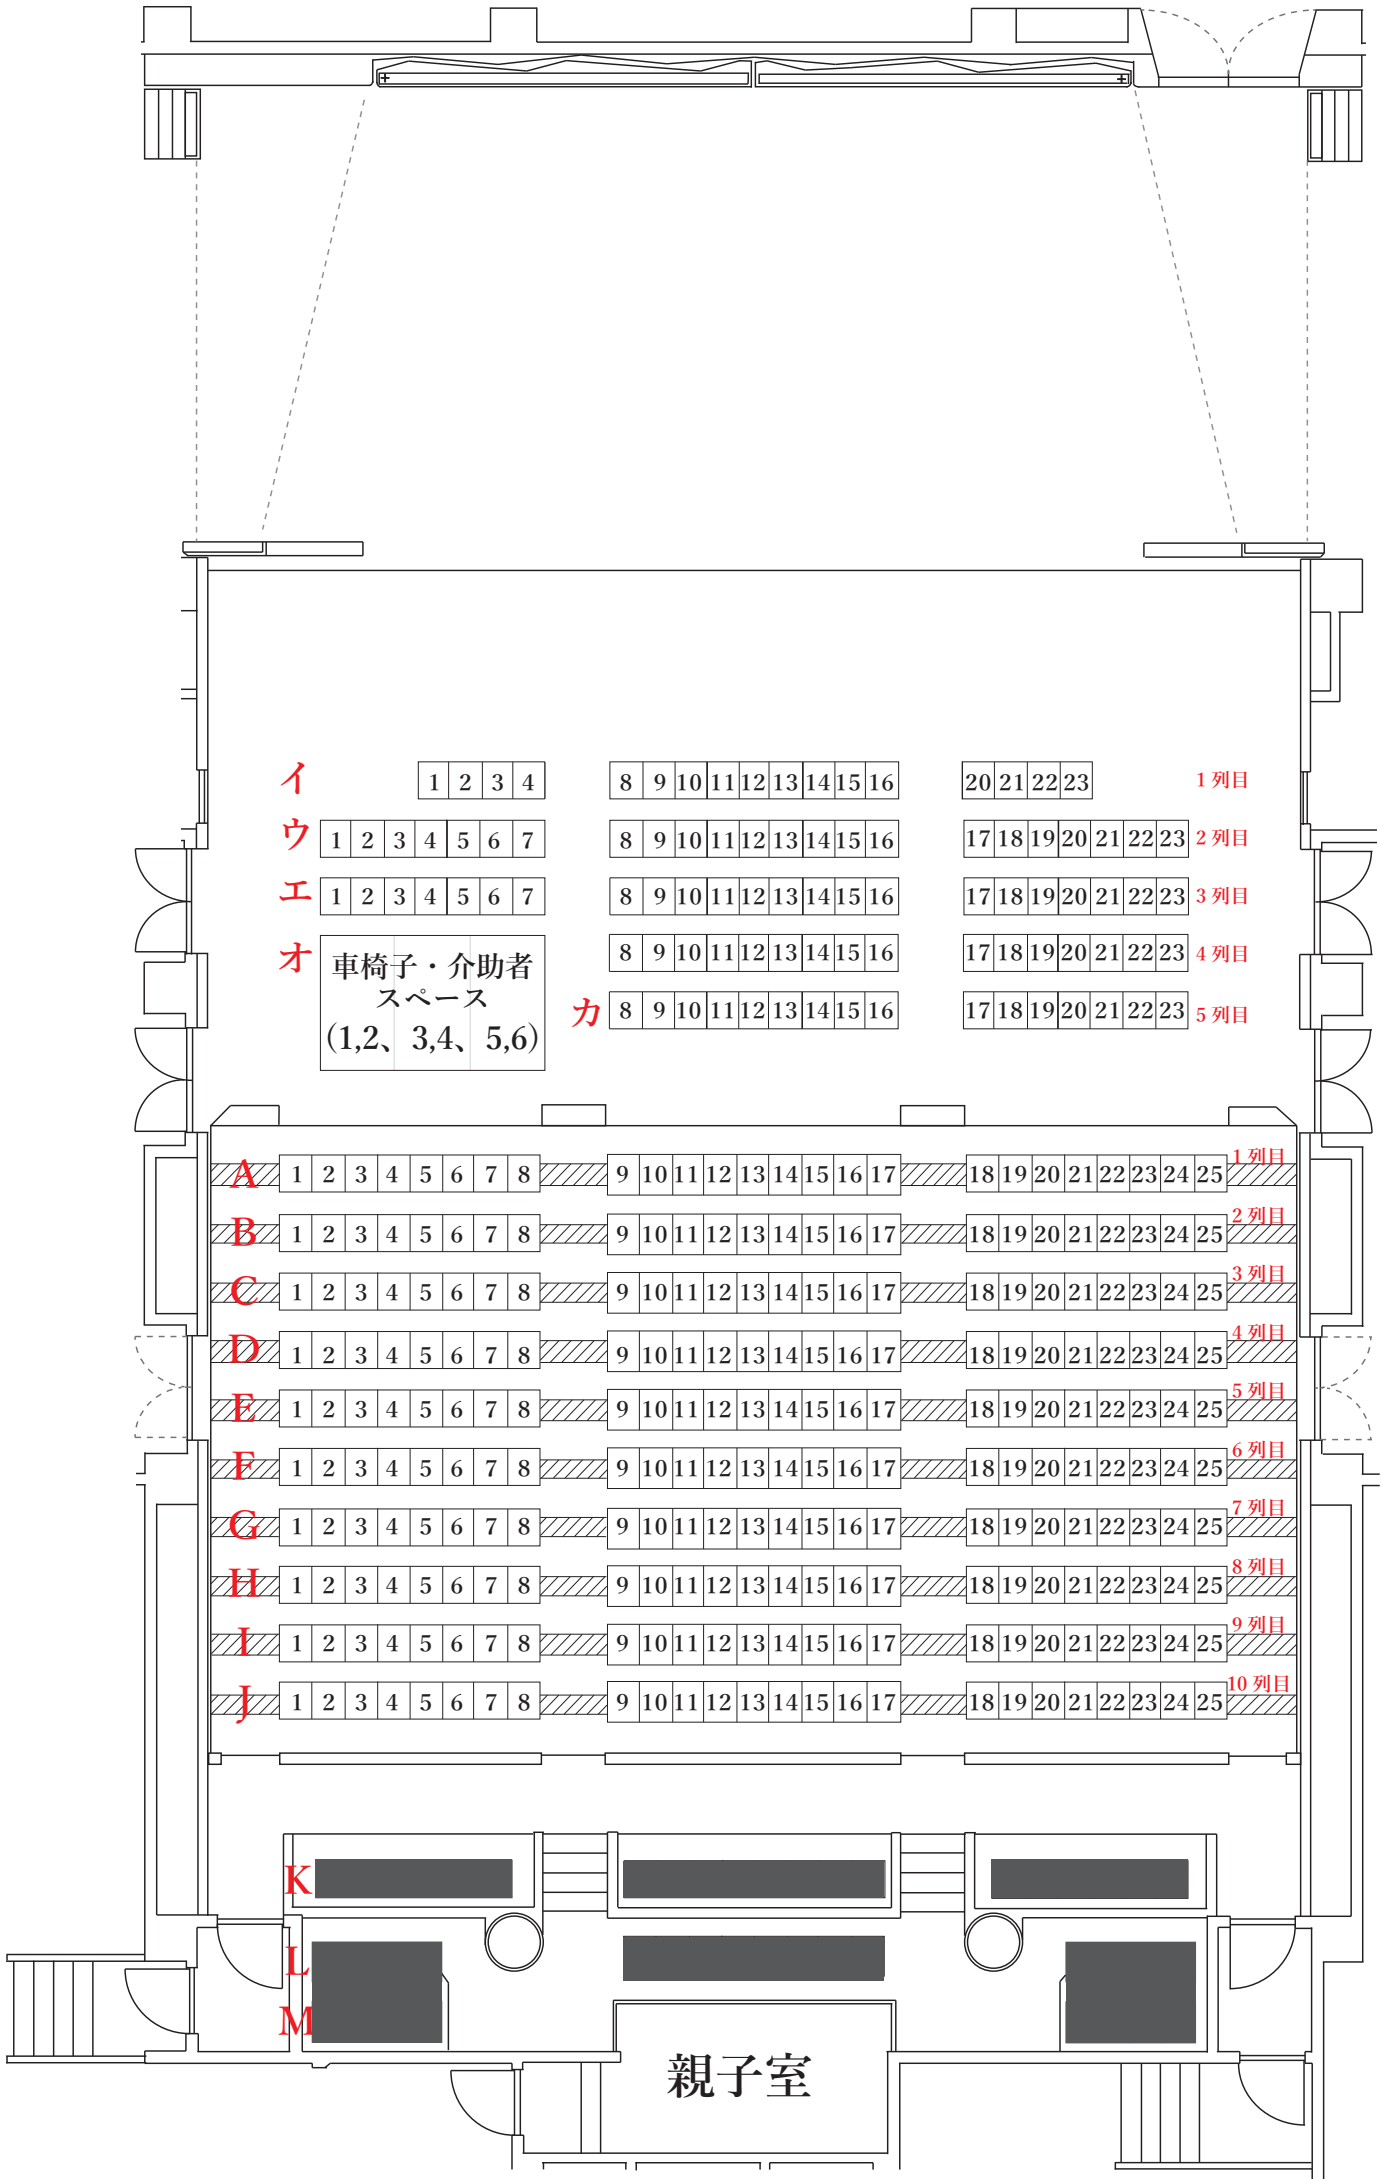 イ 1 2 3 4 8 9 10 11 12 13 14 15 16 20 21 22 23 1 列目
ウ 1 2 3 4 5 6 7 8 9 10 11 12 13 14 15 16 17 18 19 20 21 22 23 2 列目
エ 1 2 3 4 5 6 7 8 9 10 11 12 13 14 15 16 17 18 19 20 21 22 23 3 列目
オ 8 9 10 11 12 13 14 15 16 17 18 19 20 21 22 23 4 列目
車椅子・介助者
スペース
(1,2、 3,4、 5,6)
カ 8 9 10 11 12 13 14 15 16 17 18 19 20 21 22 23 5 列目
A 1 2 3 4 5 6 7 8 9 10 11 12 13 14 15 16 17 18 19 20 21 22 23 24 25 1 列目
B 1 2 3 4 5 6 7 8 9 10 11 12 13 14 15 16 17 18 19 20 21 22 23 24 25 2 列目
C 1 2 3 4 5 6 7 8 9 10 11 12 13 14 15 16 17 18 19 20 21 22 23 24 25 3 列目
D 1 2 3 4 5 6 7 8 9 10 11 12 13 14 15 16 17 18 19 20 21 22 23 24 25 4 列目
E 1 2 3 4 5 6 7 8 9 10 11 12 13 14 15 16 17 18 19 20 21 22 23 24 25 5 列目
F 1 2 3 4 5 6 7 8 9 10 11 12 13 14 15 16 17 18 19 20 21 22 23 24 25 6 列目
G 1 2 3 4 5 6 7 8 9 10 11 12 13 14 15 16 17 18 19 20 21 22 23 24 25 7 列目
H 1 2 3 4 5 6 7 8 9 10 11 12 13 14 15 16 17 18 19 20 21 22 23 24 25 8 列目
I 1 2 3 4 5 6 7 8 9 10 11 12 13 14 15 16 17 18 19 20 21 22 23 24 25 9 列目
J 1 2 3 4 5 6 7 8 9 10 11 12 13 14 15 16 17 18 19 20 21 22 23 24 25 10 列目
K
L
M
親子室